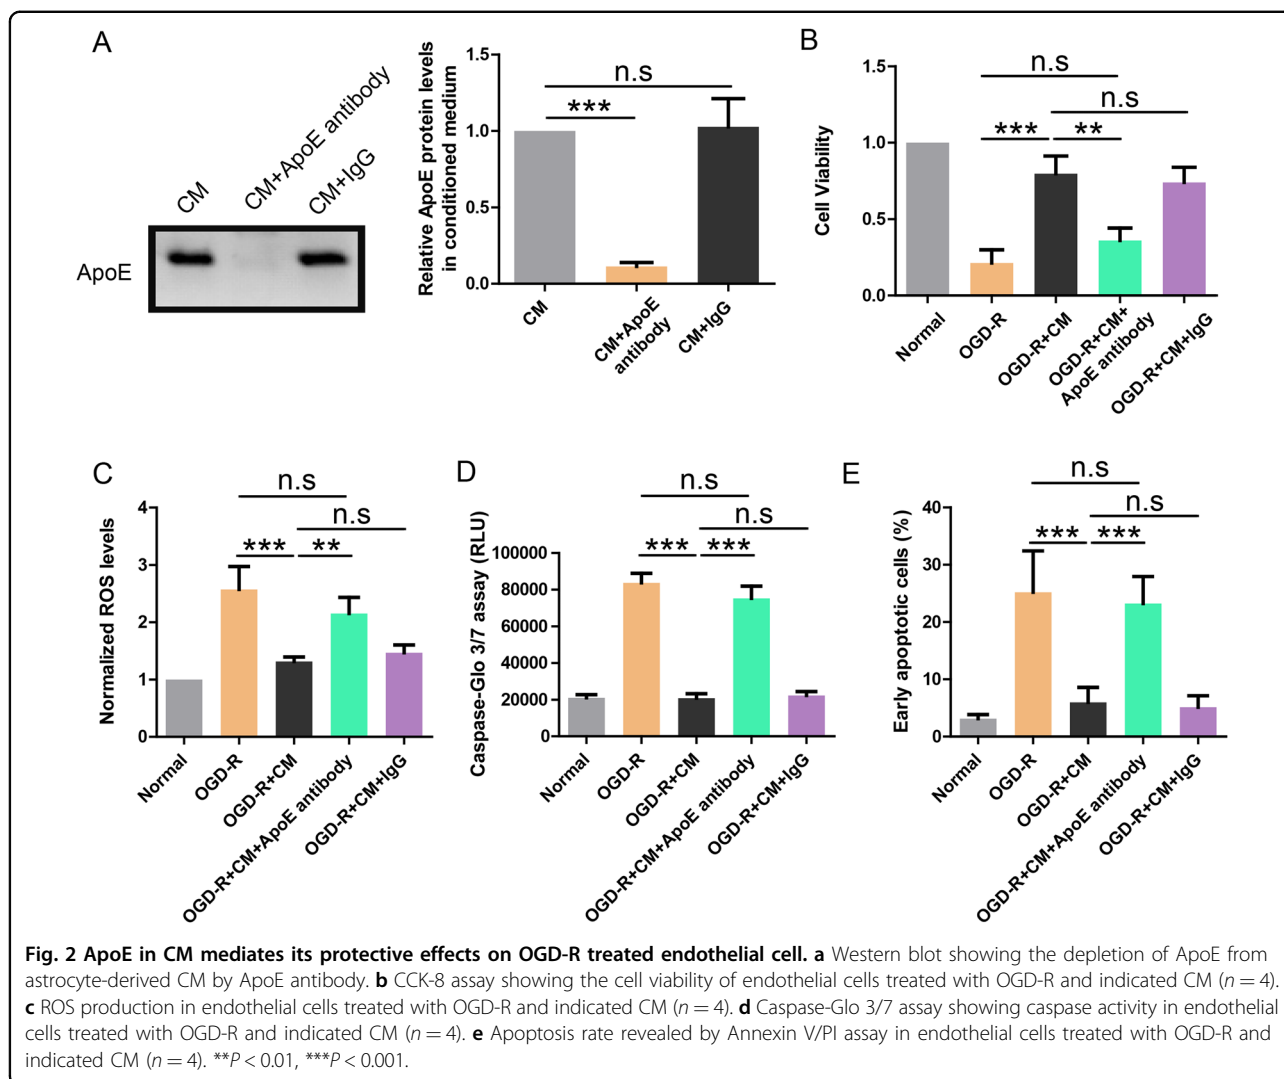 A
CM
CM+ApoE antibody
CM+IgG
ApoE
Relative ApoE protein levels
in conditioned medium
1.5
1.0
0.5
0.0
n.s
***
CM
CM+ApoE
antibody
CM+IgG
B
Cell Viability
1.5
1.0
0.5
0.0
n.s
n.s
***
**
Normal
OGD-R
OGD-R+CM
OGD-R+CM+
ApoE antibody
OGD-R+CM+IgG
C
Normalized ROS levels
4
3
2
1
0
n.s
n.s
***
**
Normal
OGD-R
OGD-R+CM
OGD-R+CM+ApoE antibody
OGD-R+CM+IgG
D
Caspase-Glo 3/7 assay (RLU)
100000
80000
60000
40000
20000
0
n.s
n.s
***
***
Normal
OGD-R
OGD-R+CM
OGD-R+CM+ApoE antibody
OGD-R+CM+IgG
E
Early apoptotic cells (%)
40
30
20
10
0
n.s
n.s
***
***
Normal
OGD-R
OGD-R+CM
OGD-R+CM+ApoE antibody
OGD-R+CM+IgG
Fig. 2 ApoE in CM mediates its protective effects on OGD-R treated endothelial cell. a Western blot showing the depletion of ApoE from
astrocyte-derived CM by ApoE antibody. b CCK-8 assay showing the cell viability of endothelial cells treated with OGD-R and indicated CM (n = 4).
c ROS production in endothelial cells treated with OGD-R and indicated CM (n = 4). d Caspase-Glo 3/7 assay showing caspase activity in endothelial
cells treated with OGD-R and indicated CM (n = 4). e Apoptosis rate revealed by Annexin V/PI assay in endothelial cells treated with OGD-R and
indicated CM (n = 4). **P < 0.01, ***P < 0.001.